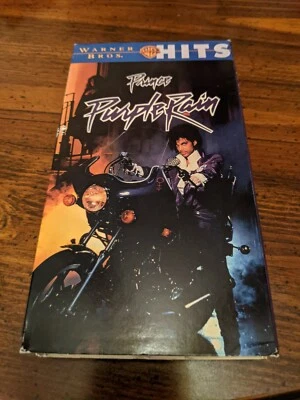 WARNER BROS. HITS
Prince
Purple Rain